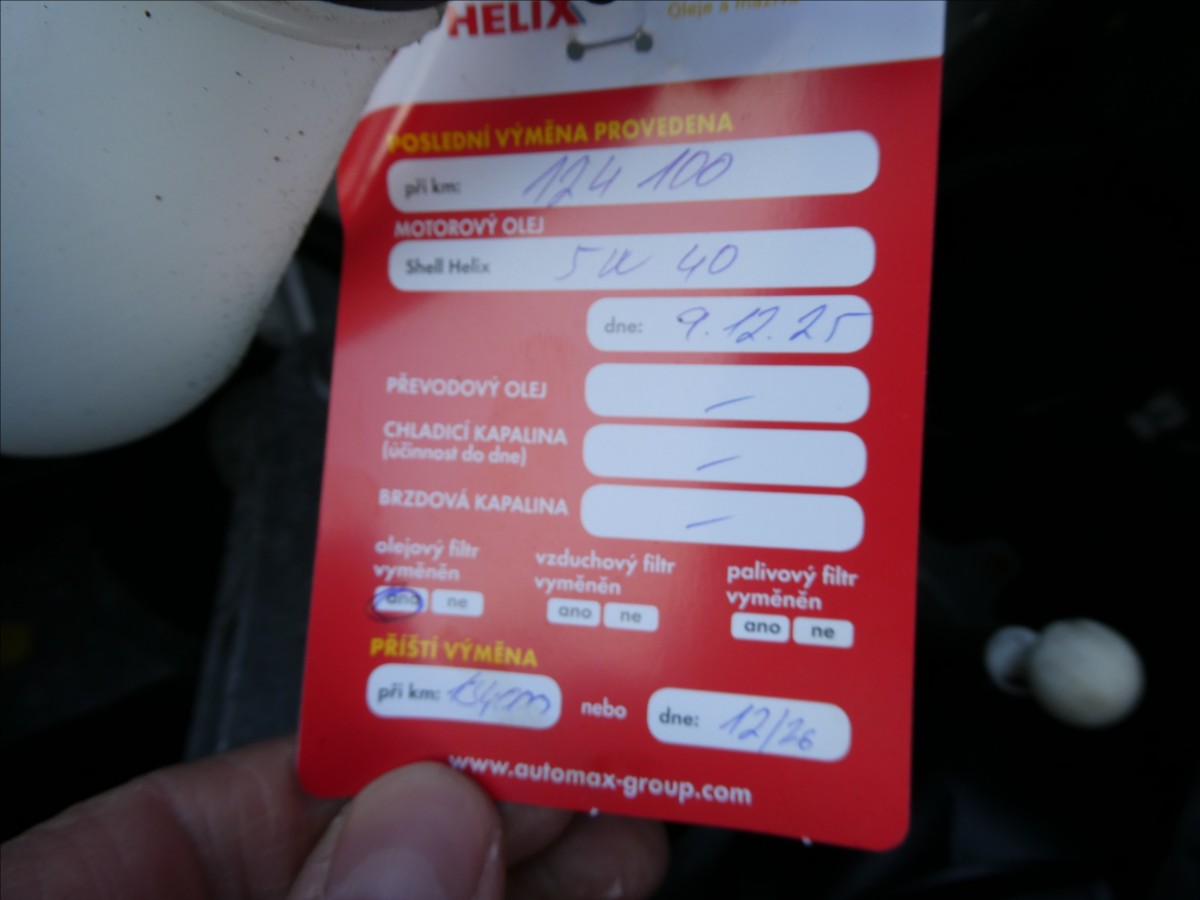 HELIX
Oleje a maziva
POSLEDNÍ VÝMĚNA PROVEDENA
při km: 124 100
MOTOROVÝ OLEJ
Shell Helix 5W 40
dne: 9.12.25
PŘEVODOVÝ OLEJ –
CHLADICÍ KAPALINA
(účinnost do dne) –
BRZDOVÁ KAPALINA –
olejový filtr
vyměněn
ano ne
vzduchový filtr
vyměněn
ano ne
palivový filtr
vyměněn
ano ne
PŘÍŠTÍ VÝMĚNA
při km: nebo dne: 12/26
www.automax-group.com